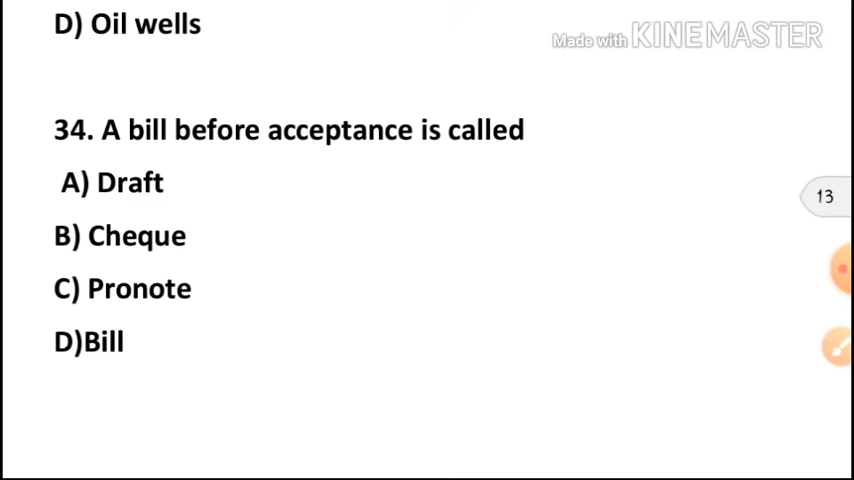 D) Oil wells
Made with KINEMASTER
34. A bill before acceptance is called
A) Draft
13
B) Cheque
C) Pronote
D)Bill